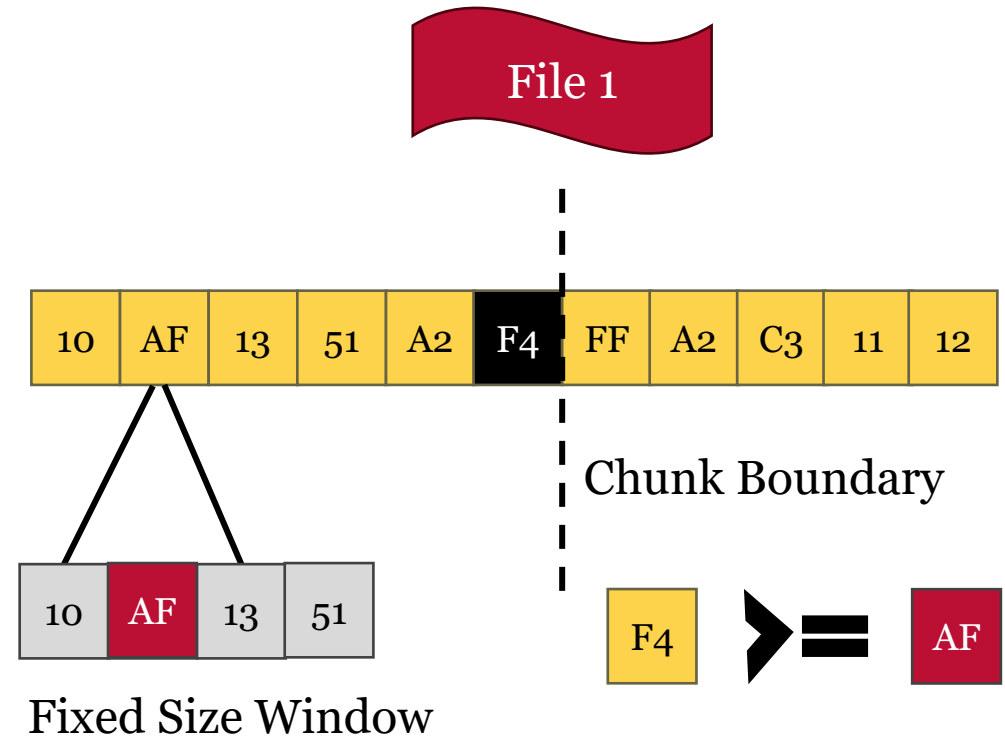 File 1
10 AF 13 51 A2 F4 FF A2 C3 11 12
Chunk Boundary
10 AF 13 51
F4 >= AF
Fixed Size Window